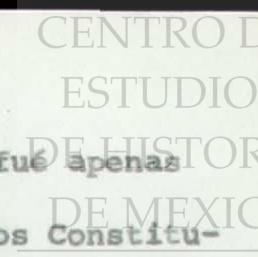 CENTRO D
ESTUDIO
DE HISTOR
fué apenas
DE MEXIC
os Constitu-